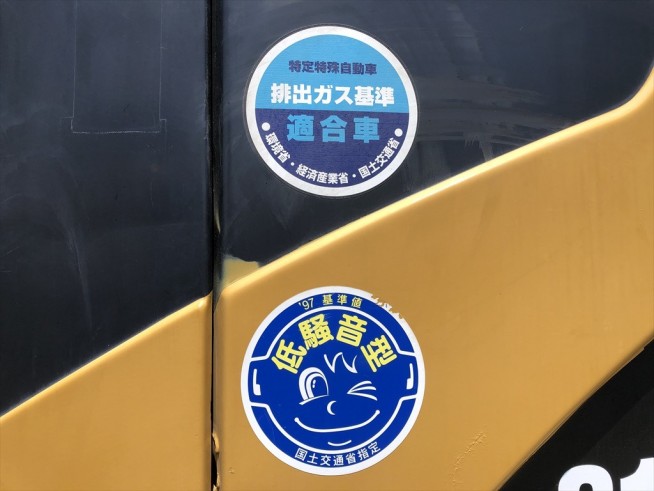 特定特殊自動車
排出ガス基準
適合車
● 環境省・経済産業省・国土交通省 ●
'97 基準値
低騒音型
国土交通省指定